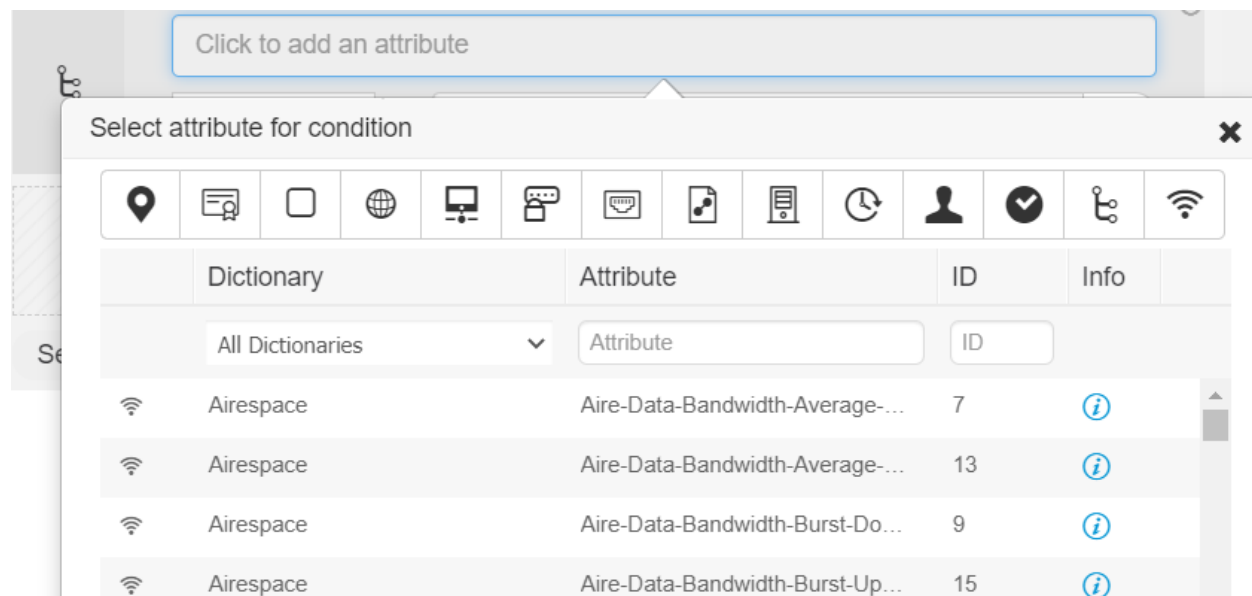 Click to add an attribute
Select attribute for condition
Dictionary Attribute ID Info
All Dictionaries Attribute ID
Se
Airespace Aire-Data-Bandwidth-Average-... 7
Airespace Aire-Data-Bandwidth-Average-... 13
Airespace Aire-Data-Bandwidth-Burst-Do... 9
Airespace Aire-Data-Bandwidth-Burst-Up... 15